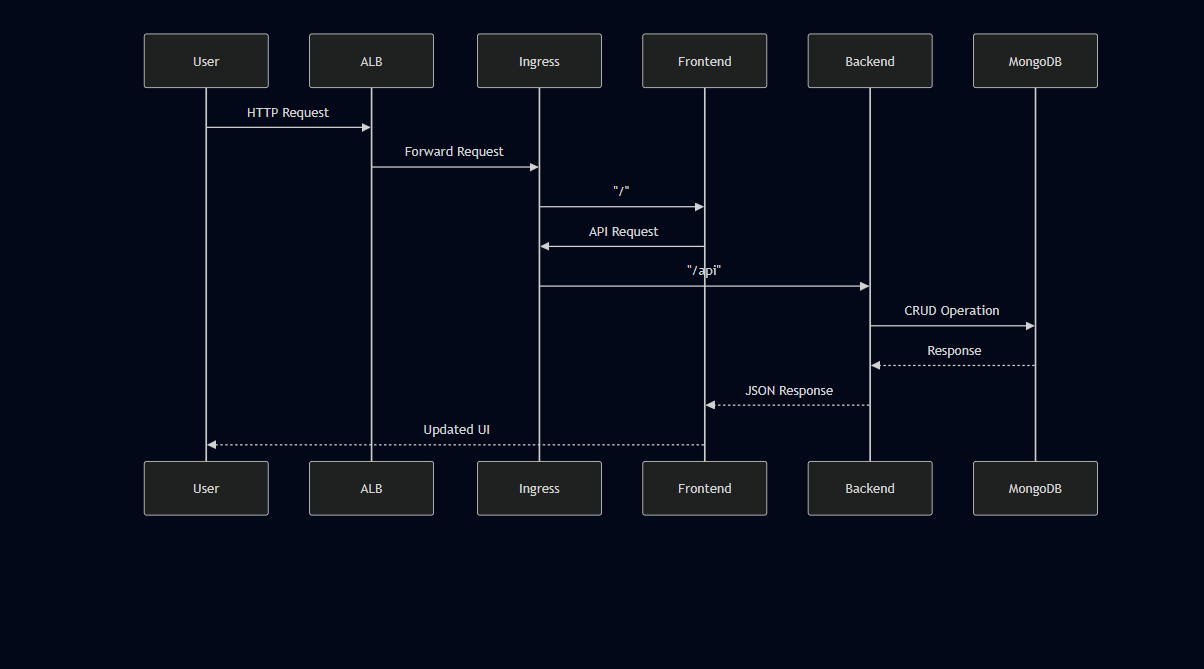 User
ALB
Ingress
Frontend
Backend
MongoDB
HTTP Request
Forward Request
"/"
API Request
"/api"
CRUD Operation
Response
JSON Response
Updated UI
User
ALB
Ingress
Frontend
Backend
MongoDB